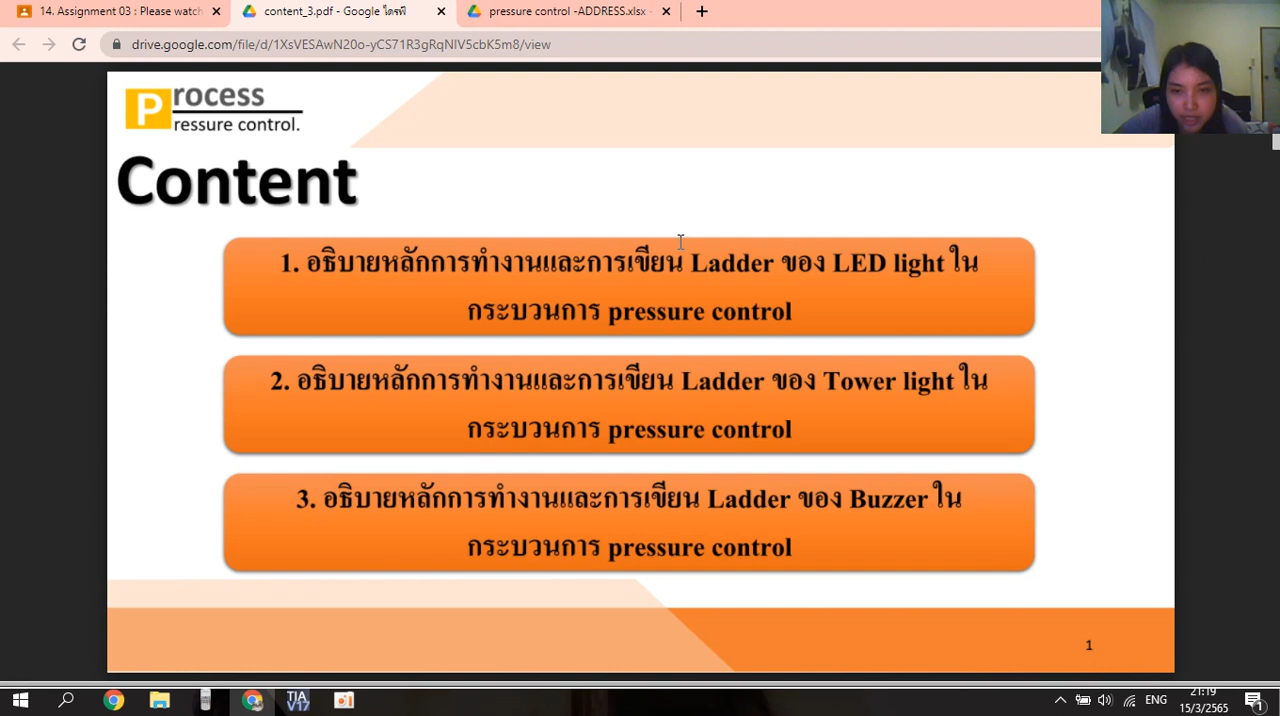 14. Assignment 03 : Please watch
content_3.pdf - Google ไดรฟ์
pressure control -ADDRESS.xlsx -
drive.google.com/file/d/1XsVESAwN20o-yCS71R3gRqNIV5cbK5m8/view
Process
ressure control.
Content
1. อธิบายหลักการทำงานและการเขียน Ladder ของ LED light ใน
กระบวนการ pressure control
2. อธิบายหลักการทำงานและการเขียน Ladder ของ Tower light ใน
กระบวนการ pressure control
3. อธิบายหลักการทำงานและการเขียน Ladder ของ Buzzer ใน
กระบวนการ pressure control
1
TIA
V17
ENG
21:19
15/3/2565
1